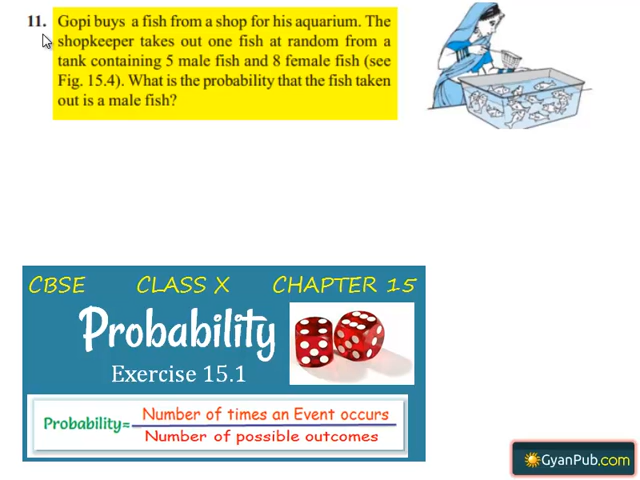 11. Gopi buys a fish from a shop for his aquarium. The
shopkeeper takes out one fish at random from a
tank containing 5 male fish and 8 female fish (see
Fig. 15.4). What is the probability that the fish taken
out is a male fish?
CBSE CLASS X CHAPTER 15
Probability
Exercise 15.1
Probability= Number of times an Event occurs
Number of possible outcomes
GyanPub.com